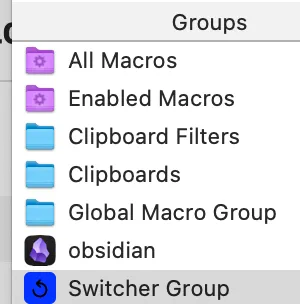 Groups
All Macros
Enabled Macros
Clipboard Filters
Clipboards
Global Macro Group
obsidian
Switcher Group